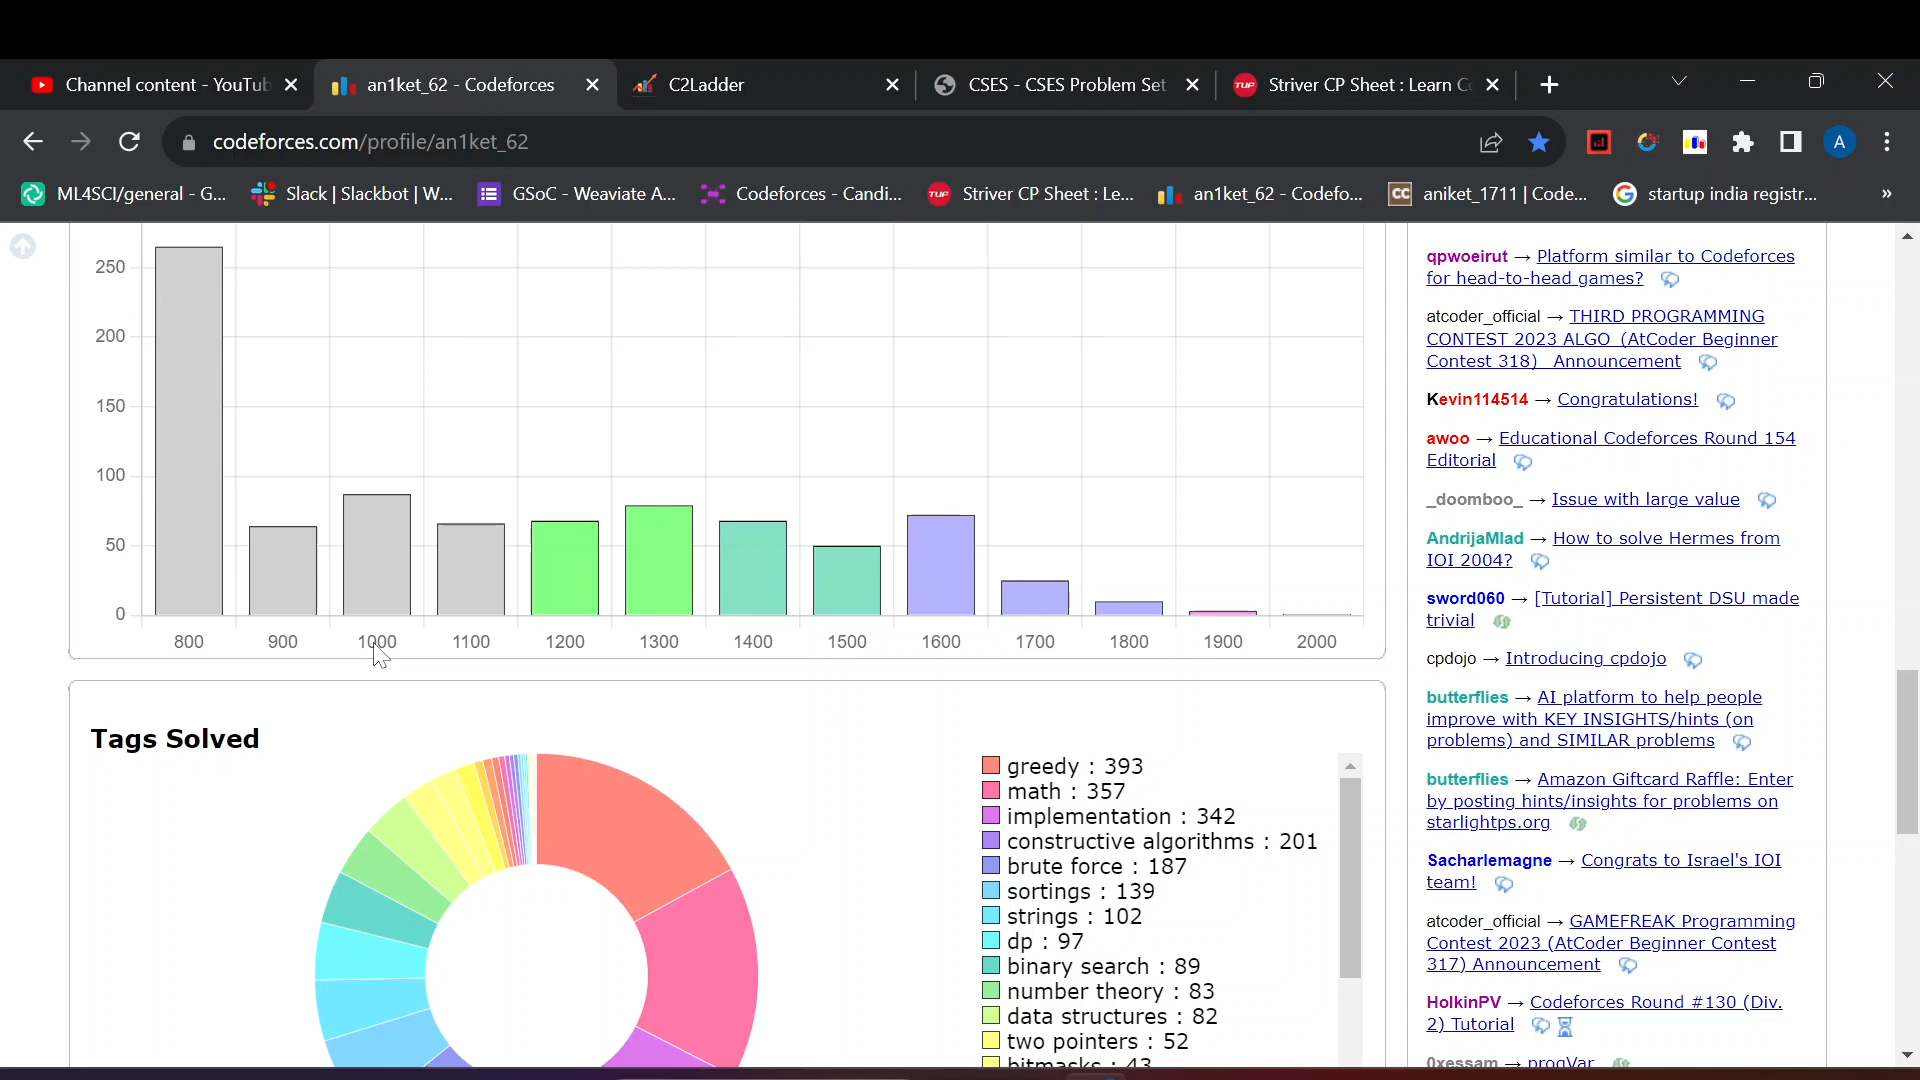 Channel content - YouTub
an1ket_62 - Codeforces
C2Ladder
CSES - CSES Problem Set
Striver CP Sheet : Learn C
codeforces.com/profile/an1ket_62
A
ML4SCI/general - G...
Slack | Slackbot | W...
GSoC - Weaviate A...
Codeforces - Candi...
Striver CP Sheet : Le...
an1ket_62 - Codefo...
aniket_1711 | Code...
startup india registr...
»
250
200
150
100
50
0
800 900 1000 1100 1200 1300 1400 1500 1600 1700 1800 1900 2000
Tags Solved
greedy : 393
math : 357
implementation : 342
constructive algorithms : 201
brute force : 187
sortings : 139
strings : 102
dp : 97
binary search : 89
number theory : 83
data structures : 82
two pointers : 52
bitmasks : 43
qpwoeirut → Platform similar to Codeforces
for head-to-head games?
atcoder_official → THIRD PROGRAMMING
CONTEST 2023 ALGO (AtCoder Beginner
Contest 318) Announcement
Kevin114514 → Congratulations!
awoo → Educational Codeforces Round 154
Editorial
_doomboo_ → Issue with large value
AndrijaMlad → How to solve Hermes from
IOI 2004?
sword060 → [Tutorial] Persistent DSU made
trivial
cpdojo → Introducing cpdojo
butterflies → AI platform to help people
improve with KEY INSIGHTS/hints (on
problems) and SIMILAR problems
butterflies → Amazon Giftcard Raffle: Enter
by posting hints/insights for problems on
starlightps.org
Sacharlemagne → Congrats to Israel's IOI
team!
atcoder_official → GAMEFREAK Programming
Contest 2023 (AtCoder Beginner Contest
317) Announcement
HolkinPV → Codeforces Round #130 (Div.
2) Tutorial
0xessam → progVar